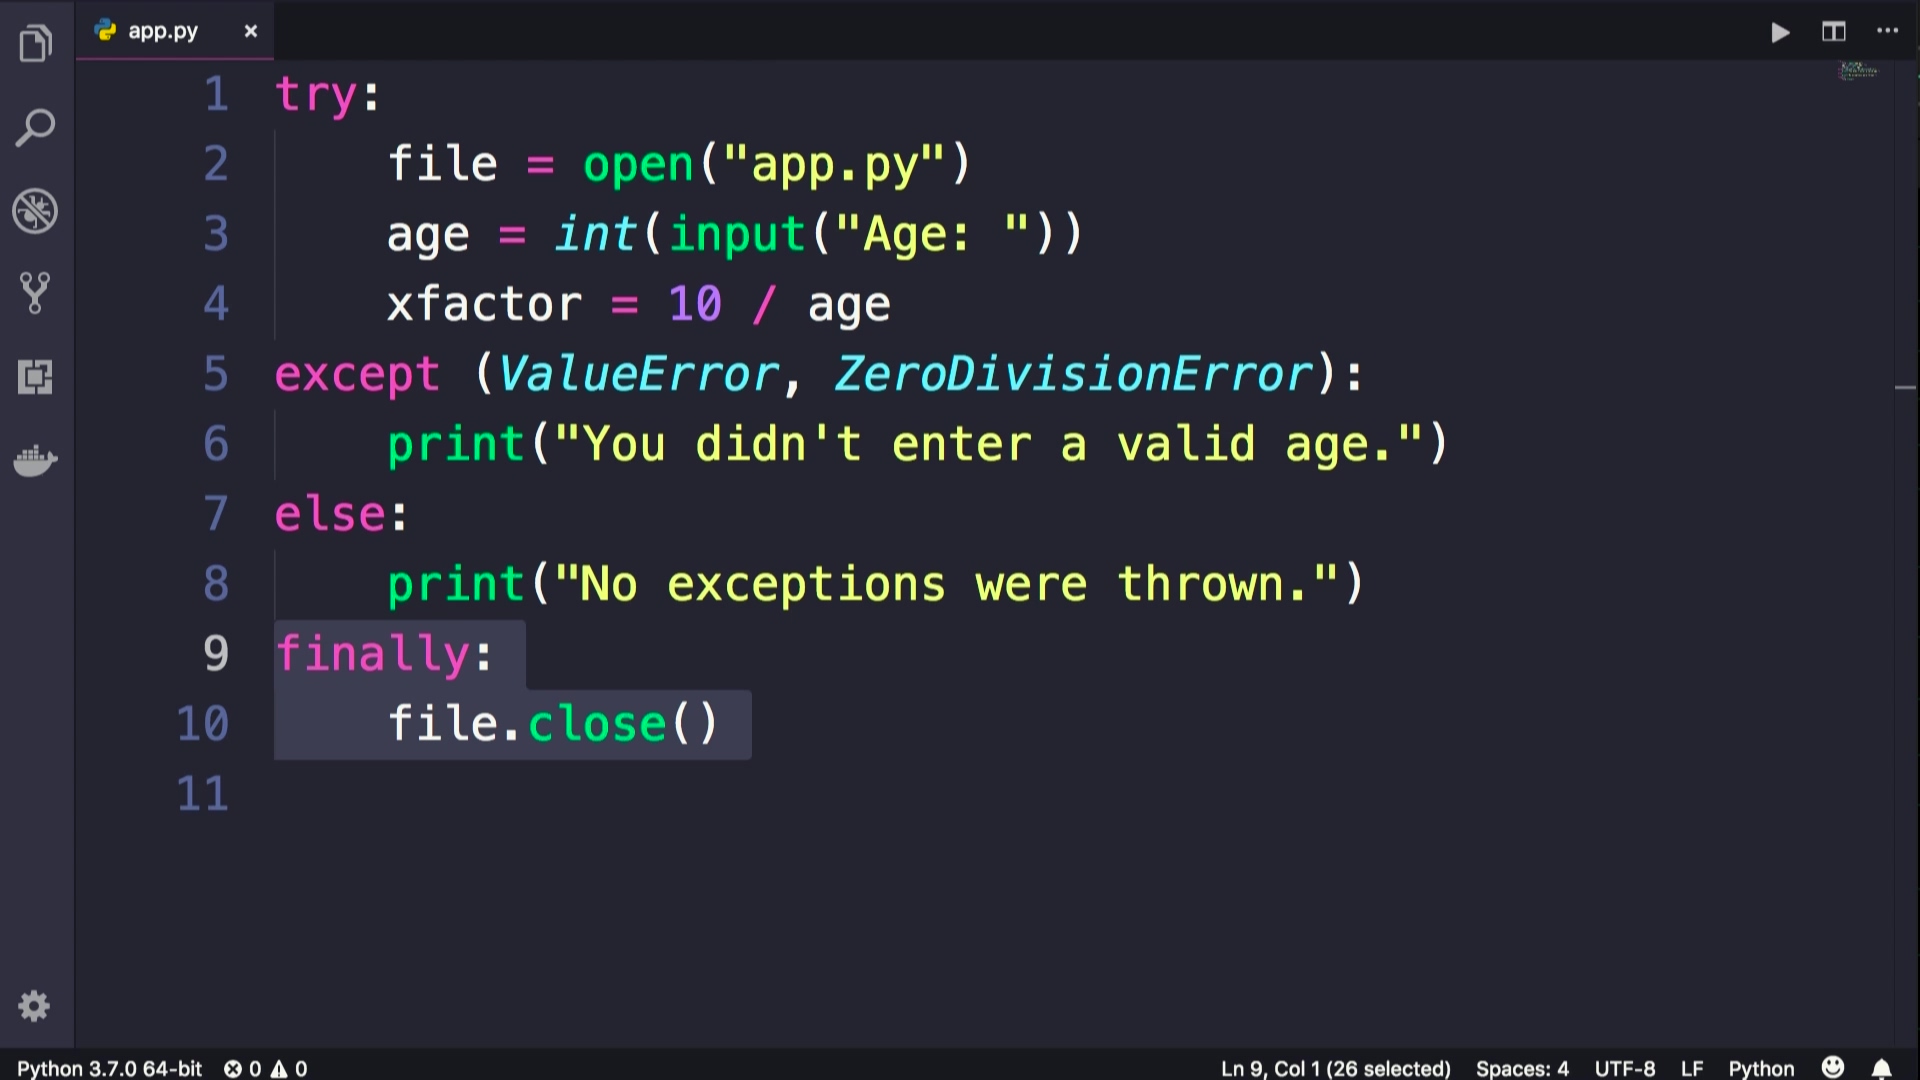 app.py
1 try:
2     file = open("app.py")
3     age = int(input("Age: "))
4     xfactor = 10 / age
5 except (ValueError, ZeroDivisionError):
6     print("You didn't enter a valid age.")
7 else:
8     print("No exceptions were thrown.")
9 finally:
10     file.close()
11
Python 3.7.0 64-bit 0 0 Ln 9, Col 1 (26 selected) Spaces: 4 UTF-8 LF Python